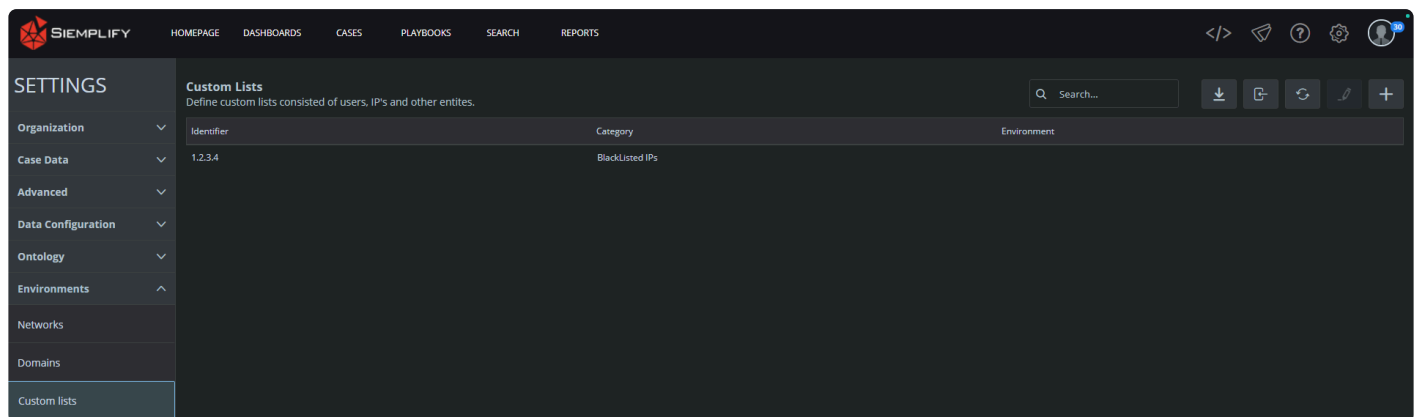 SIEMPLIFY
HOMEPAGE DASHBOARDS CASES PLAYBOOKS SEARCH REPORTS
</> ? 30
SETTINGS
Organization
Case Data
Advanced
Data Configuration
Ontology
Environments
Networks
Domains
Custom lists
Custom Lists
Define custom lists consisted of users, IP's and other entites.
Search...
Identifier Category Environment
1.2.3.4 BlackListed IPs